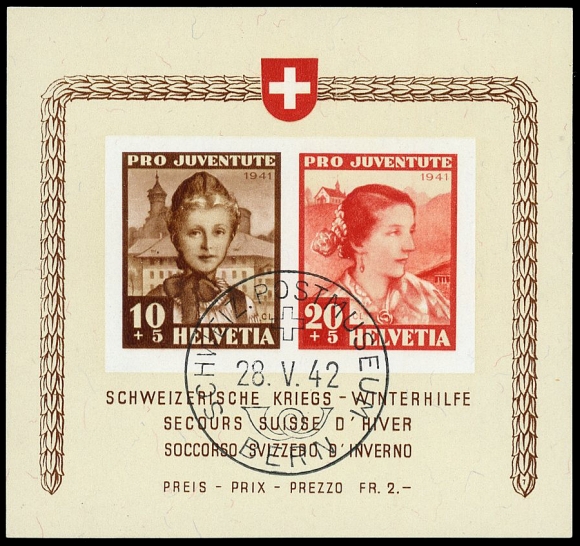 PRO JUVENTUTE
1941
10
+ 5
HELVETIA
PRO JUVENTUTE
1941
20
+ 5
HELVETIA
SCHWEIZ. POSTMUSEUM.
28. V. 42
BERN
SCHWEIZERISCHE KRIEGS - WINTERHILFE
SECOURS SUISSE D'HIVER
SOCCORSO SVIZZERO D'INVERNO
PREIS - PRIX - PREZZO FR. 2.-